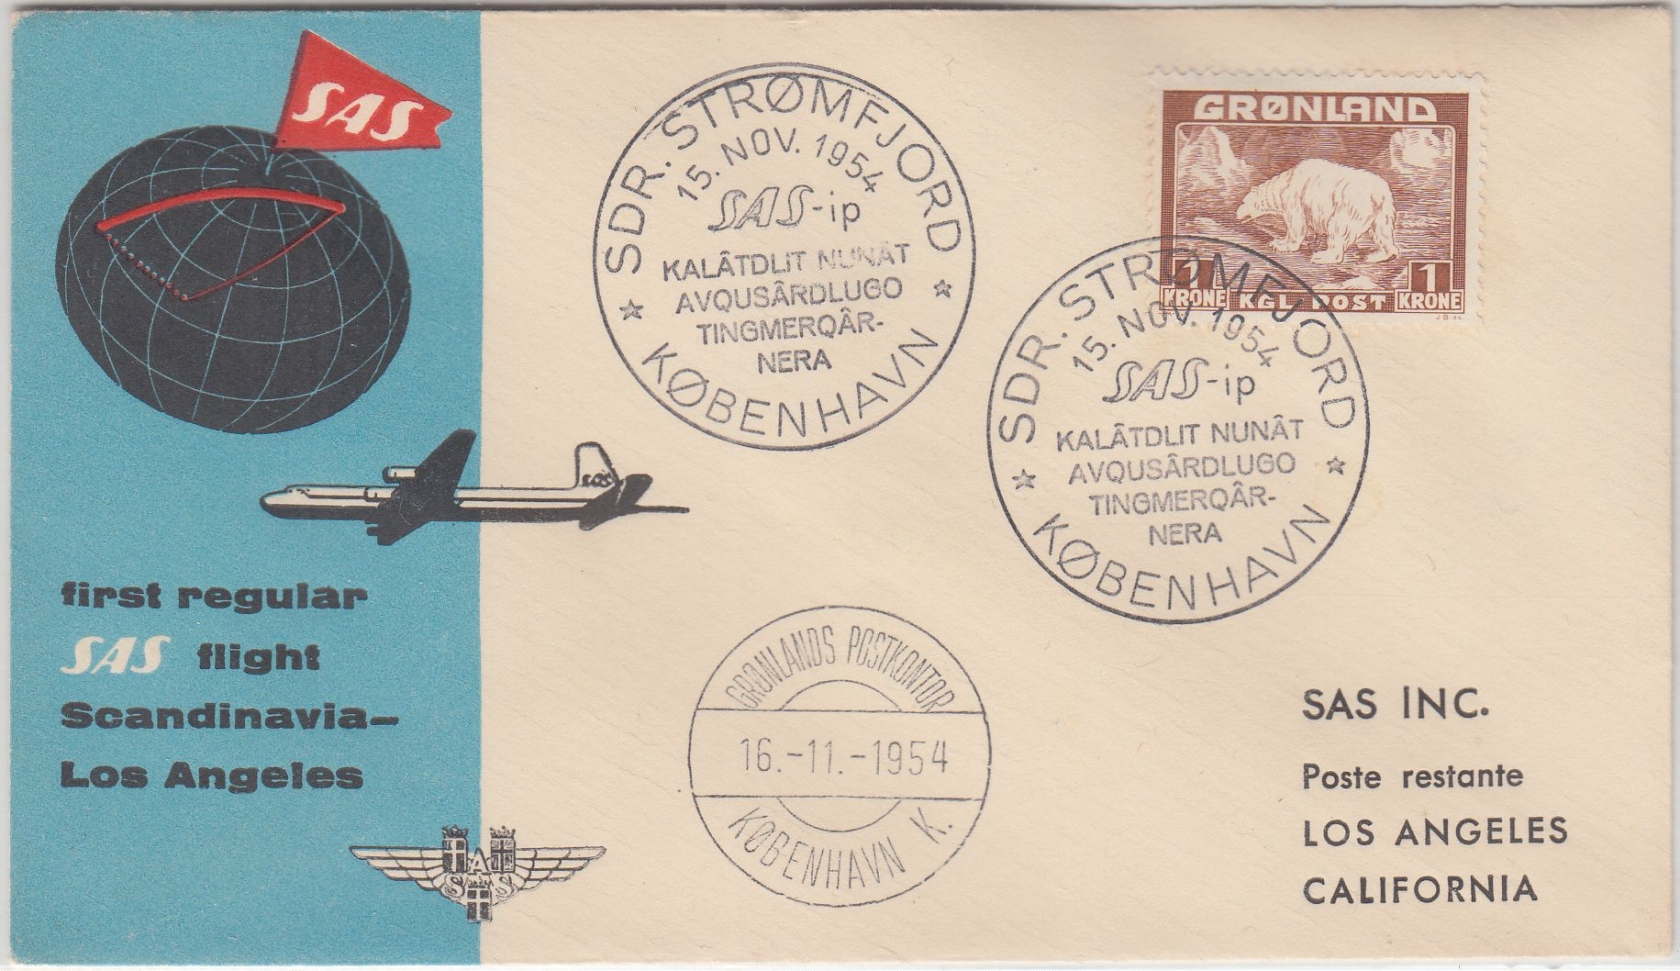 SAS
first regular
SAS flight
Scandinavia–
Los Angeles
SAS
S A S
SDR. STRØMFJORD
15. NOV. 1954
SAS-ip
KALÂTDLIT NUNÂT
AVQUSÂRDLUGO
TINGMERQÂR-
NERA
KØBENHAVN
GRØNLAND
1 1
KRONE KGL POST KRONE
SDR. STRØMFJORD
15. NOV. 1954
SAS-ip
KALÂTDLIT NUNÂT
AVQUSÂRDLUGO
TINGMERQÂR-
NERA
KØBENHAVN
GRØNLANDS POSTKONTOR
16.-11.-1954
KØBENHAVN K.
SAS INC.
Poste restante
LOS ANGELES
CALIFORNIA